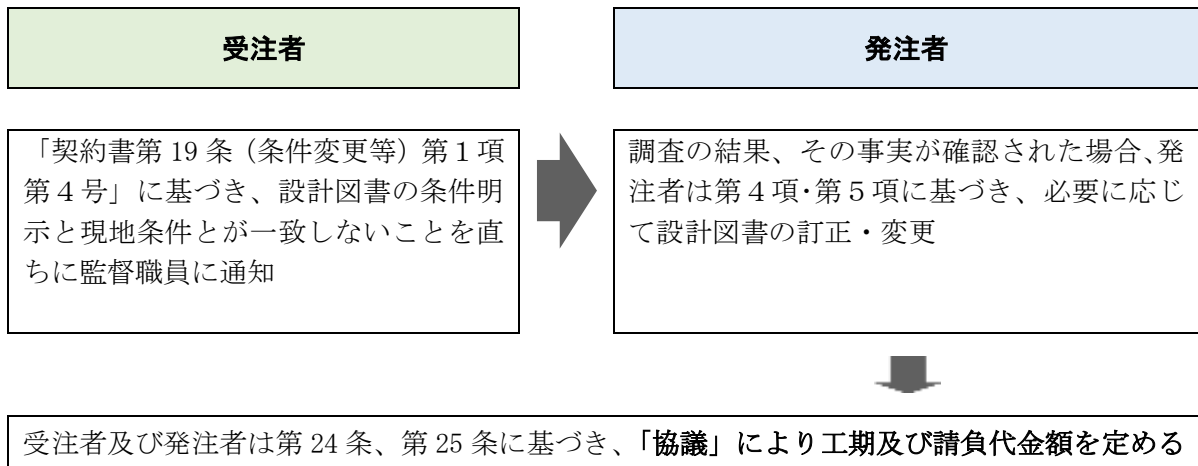 受注者
発注者
「契約書第 19 条（条件変更等）第１項
第４号」に基づき、設計図書の条件明
示と現地条件とが一致しないことを直
ちに監督職員に通知
調査の結果、その事実が確認された場合、発
注者は第４項・第５項に基づき、必要に応じ
て設計図書の訂正・変更
受注者及び発注者は第 24 条、第 25 条に基づき、「協議」により工期及び請負代金額を定める